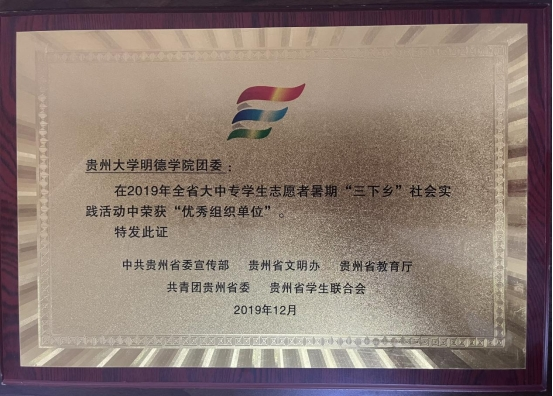 贵州大学明德学院团委：
在2019年全省大中专学生志愿者暑期“三下乡”社会实
践活动中荣获“优秀组织单位”。
特发此证
中共贵州省委宣传部 贵州省文明办 贵州省教育厅
共青团贵州省委 贵州省学生联合会
2019年12月